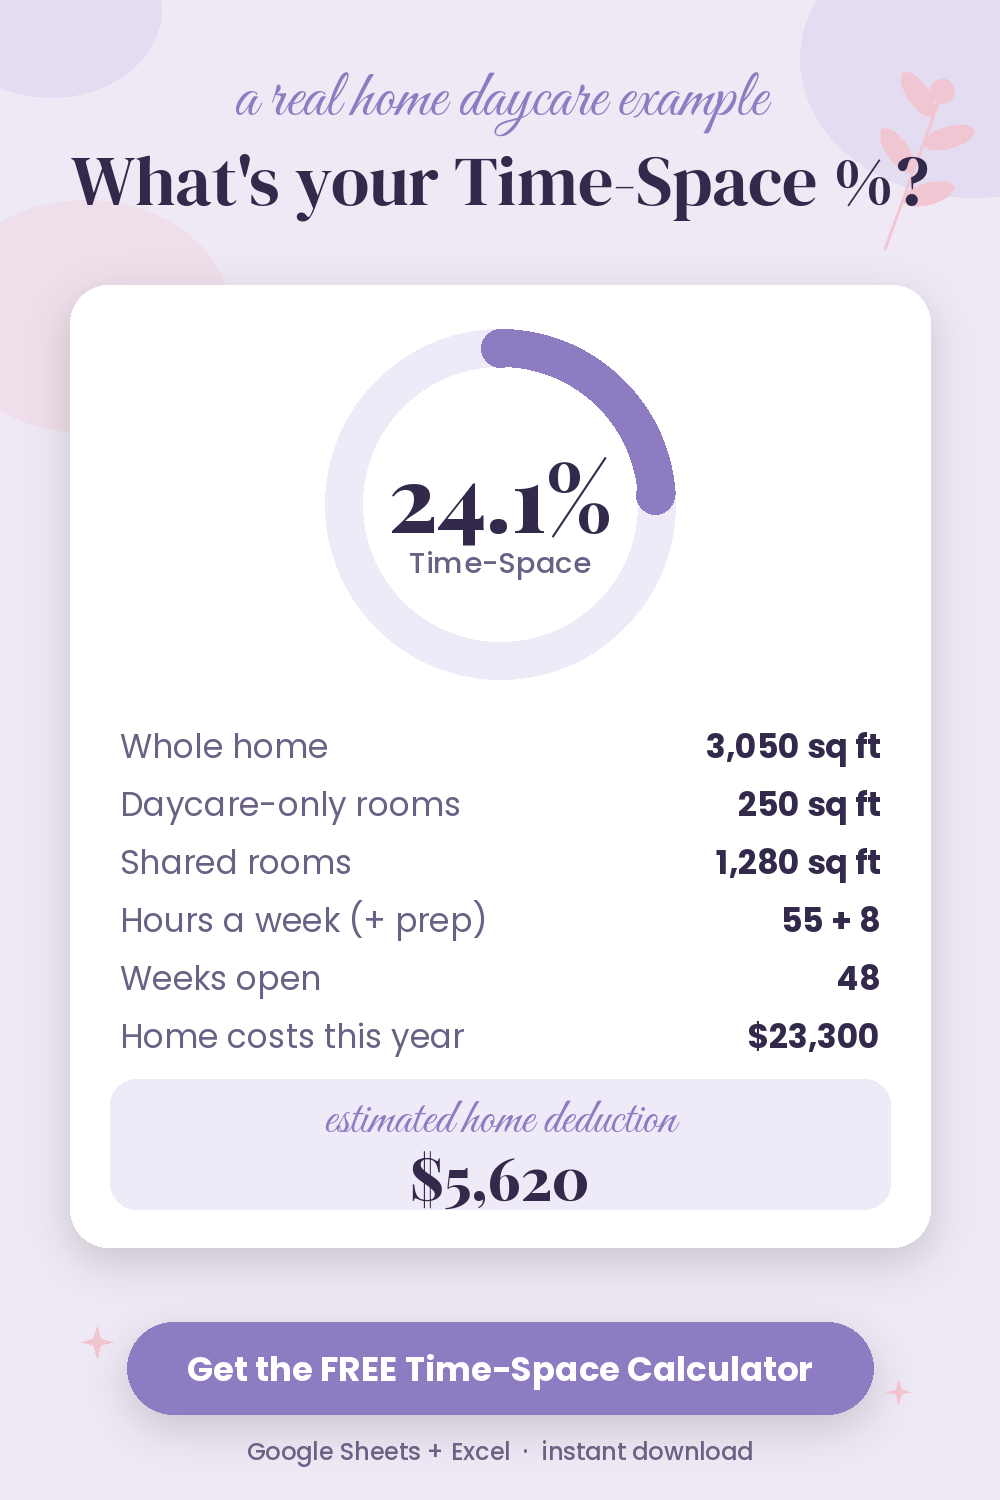 a real home daycare example
What's your Time-Space %?
24.1%
Time-Space
Whole home 3,050 sq ft
Daycare-only rooms 250 sq ft
Shared rooms 1,280 sq ft
Hours a week (+ prep) 55 + 8
Weeks open 48
Home costs this year $23,300
estimated home deduction
$5,620
Get the FREE Time-Space Calculator
Google Sheets + Excel · instant download